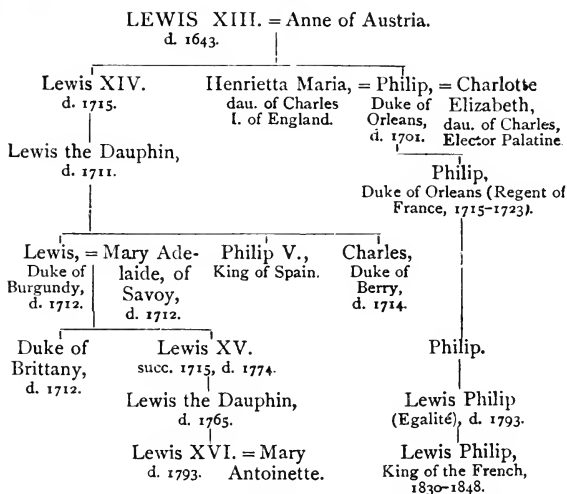 LEWIS XIII. = Anne of Austria.
d. 1643.
Lewis XIV.
d. 1715.
Henrietta Maria, = Philip, = Charlotte
dau. of Charles
I. of England.
Duke of
Orleans,
d. 1701.
Elizabeth,
dau. of Charles,
Elector Palatine.
Lewis the Dauphin,
d. 1711.
Philip,
Duke of Orleans (Regent of
France, 1715-1723).
Lewis, = Mary Ade-
Duke of
Burgundy,
d. 1712.
laide, of
Savoy,
d. 1712.
Philip V.,
King of Spain.
Charles,
Duke of
Berry,
d. 1714.
Duke of
Brittany,
d. 1712.
Lewis XV.
succ. 1715, d. 1774.
Philip.
Lewis the Dauphin,
d. 1765.
Lewis Philip
(Egalité), d. 1793.
Lewis XVI. = Mary
d. 1793. Antoinette.
Lewis Philip,
King of the French,
1830-1848.